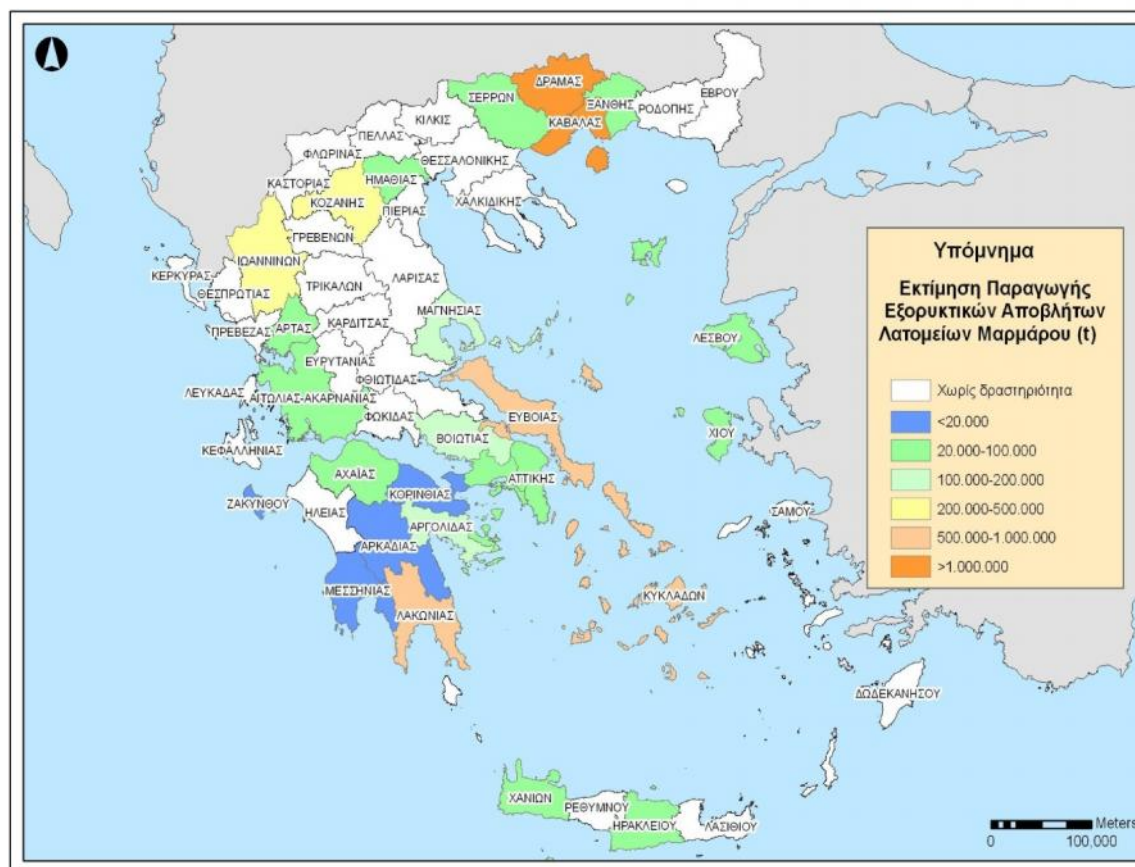 ΔΡΑΜΑΣ
ΣΕΡΡΩΝ
ΞΑΝΘΗΣ
ΡΟΔΟΠΗΣ
ΕΒΡΟΥ
ΚΑΒΑΛΑΣ
ΚΙΛΚΙΣ
ΠΕΛΛΑΣ
ΦΛΩΡΙΝΑΣ
ΘΕΣΣΑΛΟΝΙΚΗΣ
ΚΑΣΤΟΡΙΑΣ
ΗΜΑΘΙΑΣ
ΧΑΛΚΙΔΙΚΗΣ
ΚΟΖΑΝΗΣ
ΠΙΕΡΙΑΣ
ΓΡΕΒΕΝΩΝ
ΙΩΑΝΝΙΝΩΝ
ΚΕΡΚΥΡΑΣ
ΘΕΣΠΡΩΤΙΑΣ
ΤΡΙΚΑΛΩΝ
ΛΑΡΙΣΑΣ
ΜΑΓΝΗΣΙΑΣ
ΠΡΕΒΕΖΑΣ
ΑΡΤΑΣ
ΚΑΡΔΙΤΣΑΣ
ΛΕΣΒΟΥ
ΕΥΡΥΤΑΝΙΑΣ
ΦΘΙΩΤΙΔΑΣ
ΛΕΥΚΑΔΑΣ
ΑΙΤΩΛΙΑΣ-ΑΚΑΡΝΑΝΙΑΣ
ΦΩΚΙΔΑΣ
ΕΥΒΟΙΑΣ
ΒΟΙΩΤΙΑΣ
ΧΙΟΥ
ΚΕΦΑΛΛΗΝΙΑΣ
ΑΧΑΪΑΣ
ΑΤΤΙΚΗΣ
ΚΟΡΙΝΘΙΑΣ
ΖΑΚΥΝΘΟΥ
ΗΛΕΙΑΣ
ΣΑΜΟΥ
ΑΡΓΟΛΙΔΑΣ
ΑΡΚΑΔΙΑΣ
ΜΕΣΣΗΝΙΑΣ
ΚΥΚΛΑΔΩΝ
ΛΑΚΩΝΙΑΣ
ΔΩΔΕΚΑΝΗΣΟΥ
ΧΑΝΙΩΝ
ΡΕΘΥΜΝΟΥ
ΗΡΑΚΛΕΙΟΥ
ΛΑΣΙΘΙΟΥ
Υπόμνημα
Εκτίμηση Παραγωγής
Εξορυκτικών Αποβλήτων
Λατομείων Μαρμάρου (t)
Χωρίς δραστηριότητα
<20.000
20.000-100.000
100.000-200.000
200.000-500.000
500.000-1.000.000
>1.000.000
Meters
0 100,000